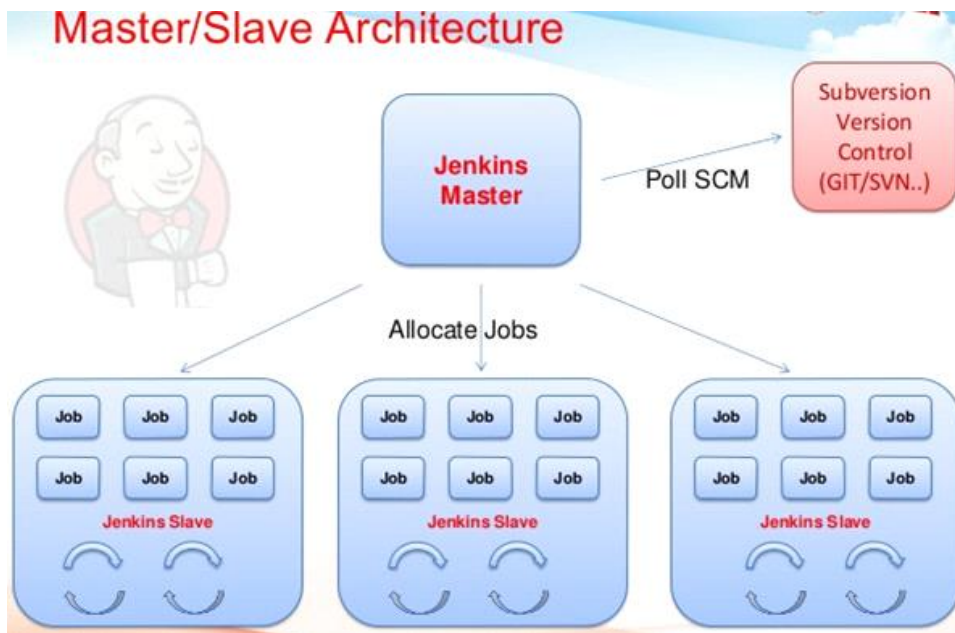 Master/Slave Architecture
Subversion
Version
Control
(GIT/SVN..)
Jenkins
Master
Poll SCM
Allocate Jobs
Job Job Job
Job Job Job
Jenkins Slave
Job Job Job
Job Job Job
Jenkins Slave
Job Job Job
Job Job Job
Jenkins Slave